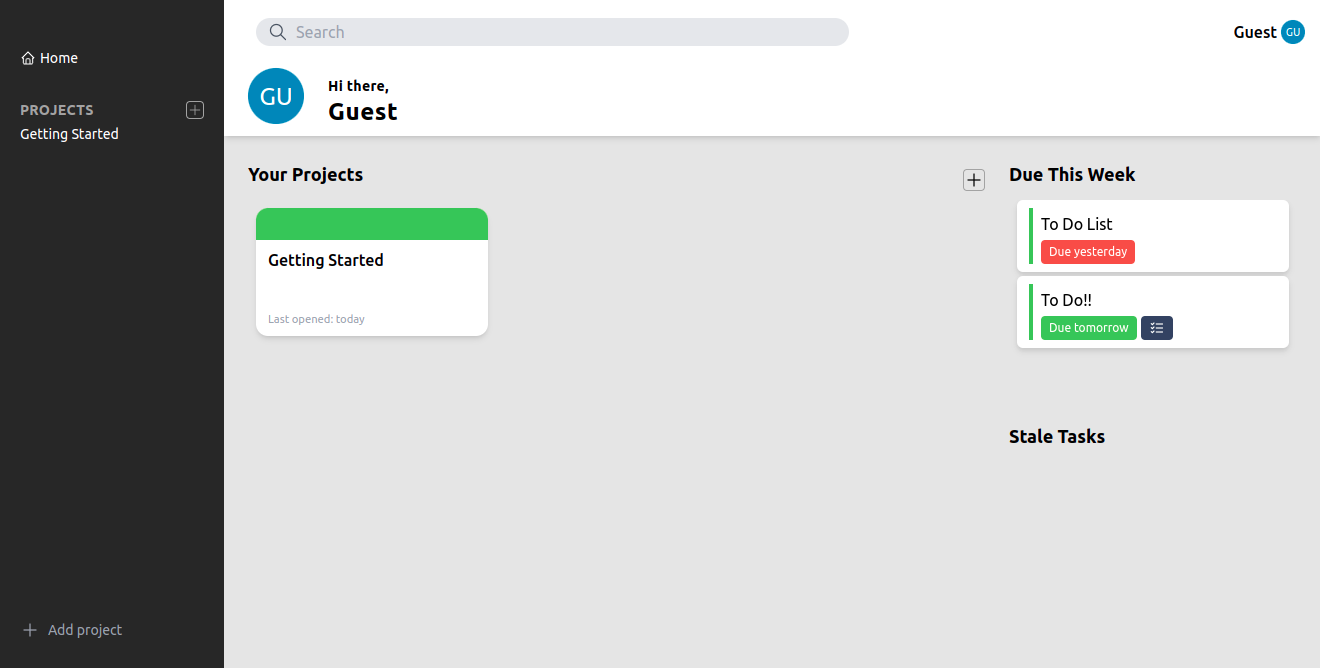 Home
PROJECTS
Getting Started
Add project
Search
Guest GU
GU
Hi there,
Guest
Your Projects
Getting Started
Last opened: today
Due This Week
To Do List
Due yesterday
To Do!!
Due tomorrow
Stale Tasks